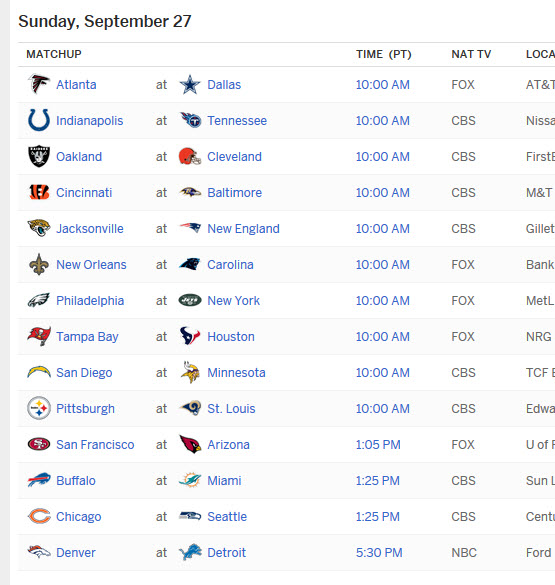 Sunday, September 27
MATCHUP TIME (PT) NAT TV LOCA
Atlanta at Dallas 10:00 AM FOX AT&T
Indianapolis at Tennessee 10:00 AM CBS Nissa
Oakland at Cleveland 10:00 AM CBS FirstE
Cincinnati at Baltimore 10:00 AM CBS M&T
Jacksonville at New England 10:00 AM CBS Gillet
New Orleans at Carolina 10:00 AM FOX Bank
Philadelphia at New York 10:00 AM FOX MetL
Tampa Bay at Houston 10:00 AM FOX NRG
San Diego at Minnesota 10:00 AM CBS TCF E
Pittsburgh at St. Louis 10:00 AM CBS Edwa
San Francisco at Arizona 1:05 PM FOX U of F
Buffalo at Miami 1:25 PM CBS Sun L
Chicago at Seattle 1:25 PM CBS Centu
Denver at Detroit 5:30 PM NBC Ford